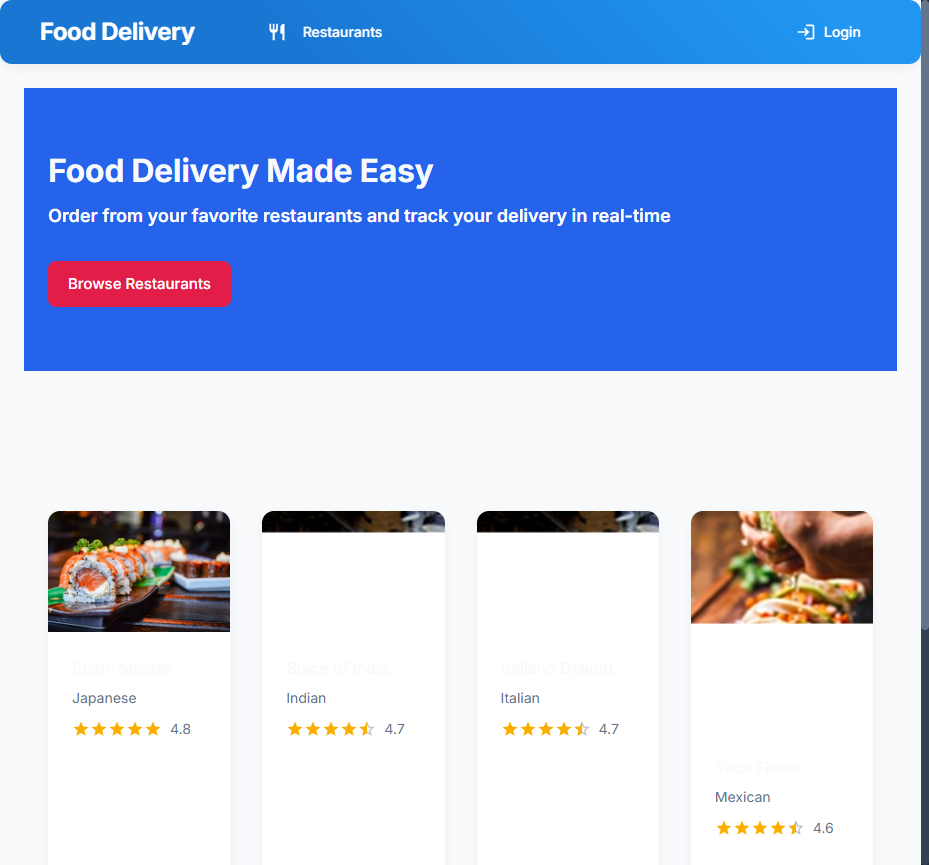 Food Delivery
Restaurants
Login
Food Delivery Made Easy
Order from your favorite restaurants and track your delivery in real-time
Browse Restaurants
Sushi Master
Japanese
4.8
Spice of India
Indian
4.7
Italiano Delight
Italian
4.7
Taco Fiesta
Mexican
4.6